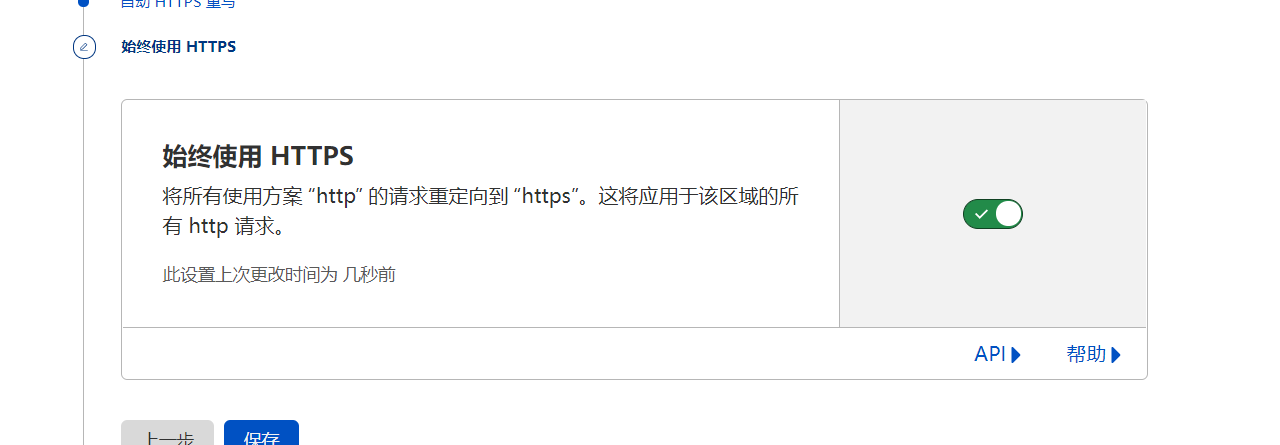 自动 HTTPS 重写
始终使用 HTTPS
始终使用 HTTPS
将所有使用方案 “http” 的请求重定向到 “https”。这将应用于该区域的所
有 http 请求。
此设置上次更改时间为 几秒前
API
帮助
上一步
保存